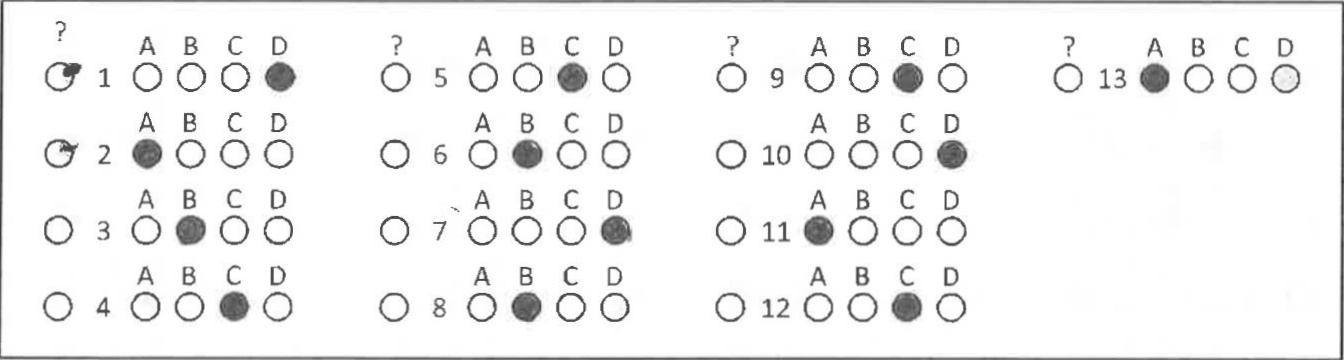 ? A B C D ? A B C D ? A B C D ? A B C D
1 5 9 13
A B C D A B C D A B C D
2 6 10
A B C D A B C D A B C D
3 7 11
A B C D A B C D A B C D
4 8 12